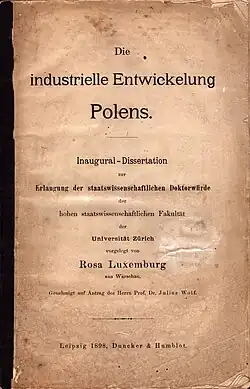 Die
industrielle Entwickelung
Polens.
Inaugural-Dissertation
zur
Erlangung der staatswissenschaftlichen Doktorwürde
der
hohen staatswissenschaftlichen Fakultät
der
Universität Zürich
vorgelegt von
Rosa Luxemburg
aus Warschau.
Genehmigt auf Antrag des Herrn Prof. Dr. Julius Wolf.
Leipzig 1898, Duncker & Humblot.